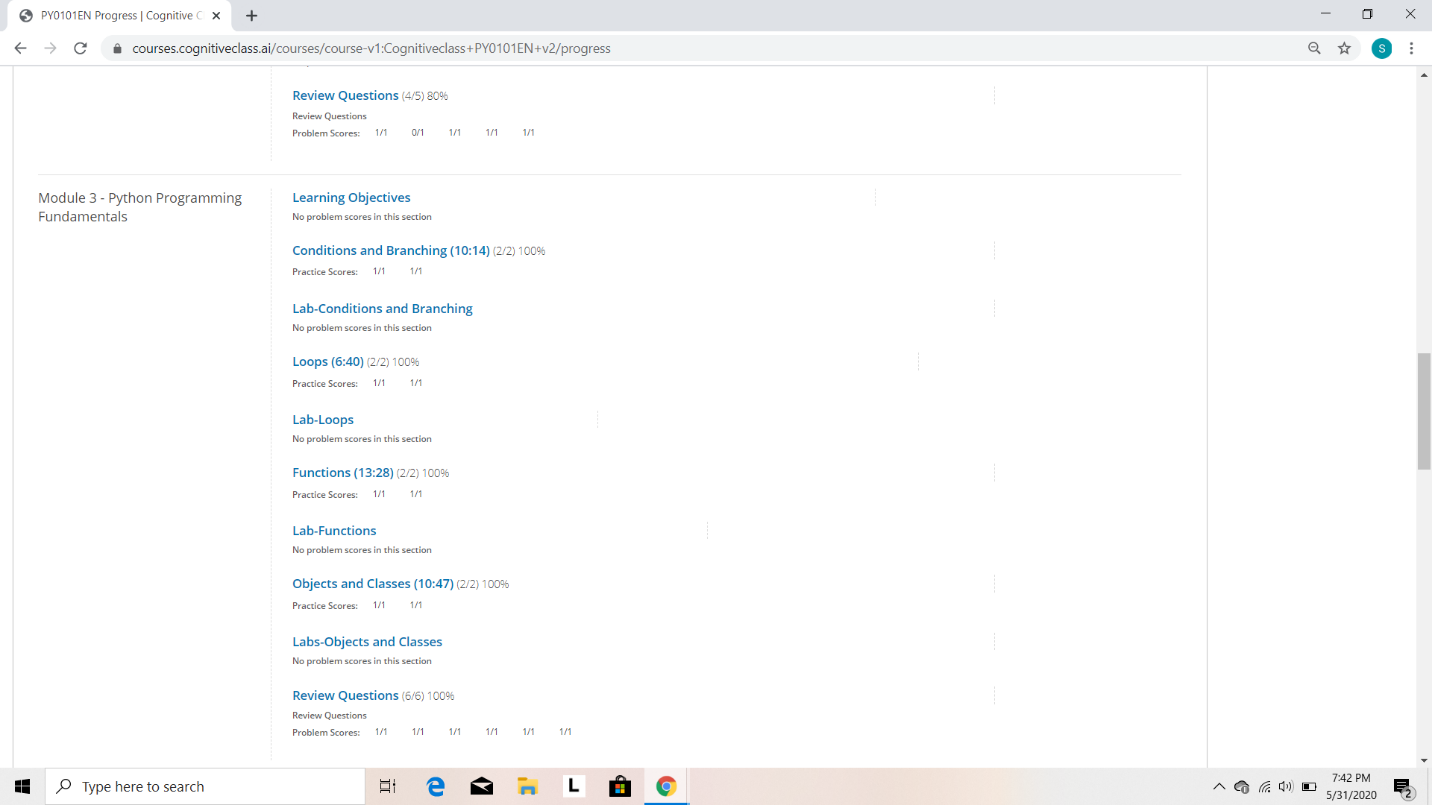 PY0101EN Progress | Cognitive C
courses.cognitiveclass.ai/courses/course-v1:Cognitiveclass+PY0101EN+v2/progress
S
Review Questions (4/5) 80%
Review Questions
Problem Scores: 1/1 0/1 1/1 1/1 1/1
Module 3 - Python Programming
Fundamentals
Learning Objectives
No problem scores in this section
Conditions and Branching (10:14) (2/2) 100%
Practice Scores: 1/1 1/1
Lab-Conditions and Branching
No problem scores in this section
Loops (6:40) (2/2) 100%
Practice Scores: 1/1 1/1
Lab-Loops
No problem scores in this section
Functions (13:28) (2/2) 100%
Practice Scores: 1/1 1/1
Lab-Functions
No problem scores in this section
Objects and Classes (10:47) (2/2) 100%
Practice Scores: 1/1 1/1
Labs-Objects and Classes
No problem scores in this section
Review Questions (6/6) 100%
Review Questions
Problem Scores: 1/1 1/1 1/1 1/1 1/1 1/1
Type here to search
L
7:42 PM
5/31/2020
2